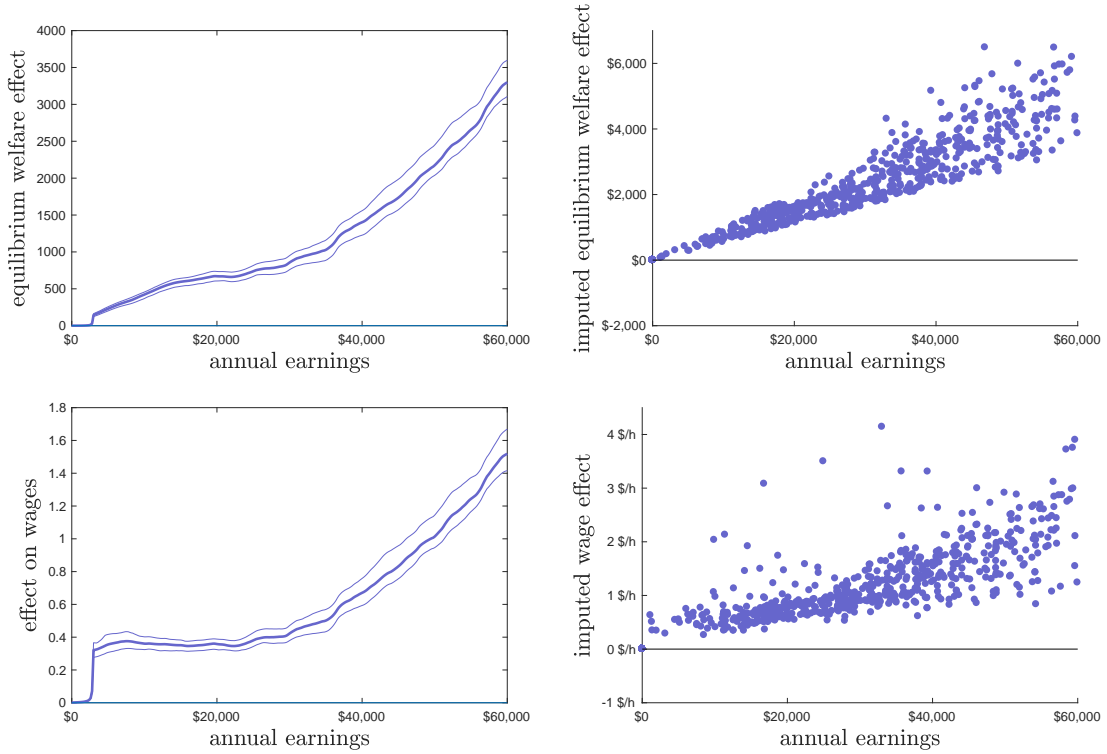 equilibrium welfare effect
4000
3500
3000
2500
2000
1500
1000
500
0
$0
$20,000
$40,000
$60,000
annual earnings
imputed equilibrium welfare effect
$6,000
$4,000
$2,000
$0
$-2,000
$0
$20,000
$40,000
$60,000
annual earnings
effect on wages
1.8
1.6
1.4
1.2
1
0.8
0.6
0.4
0.2
0
$0
$20,000
$40,000
$60,000
annual earnings
imputed wage effect
4 $/h
3 $/h
2 $/h
1 $/h
0 $/h
-1 $/h
$0
$20,000
$40,000
$60,000
annual earnings